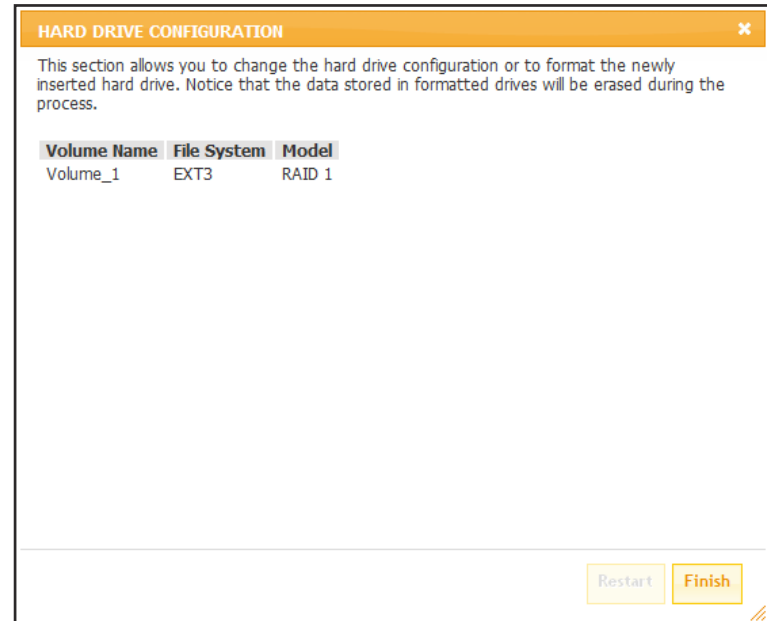 HARD DRIVE CONFIGURATION
This section allows you to change the hard drive configuration or to format the newly
inserted hard drive. Notice that the data stored in formatted drives will be erased during the
process.
Volume Name File System Model
Volume_1 EXT3 RAID 1
Restart Finish